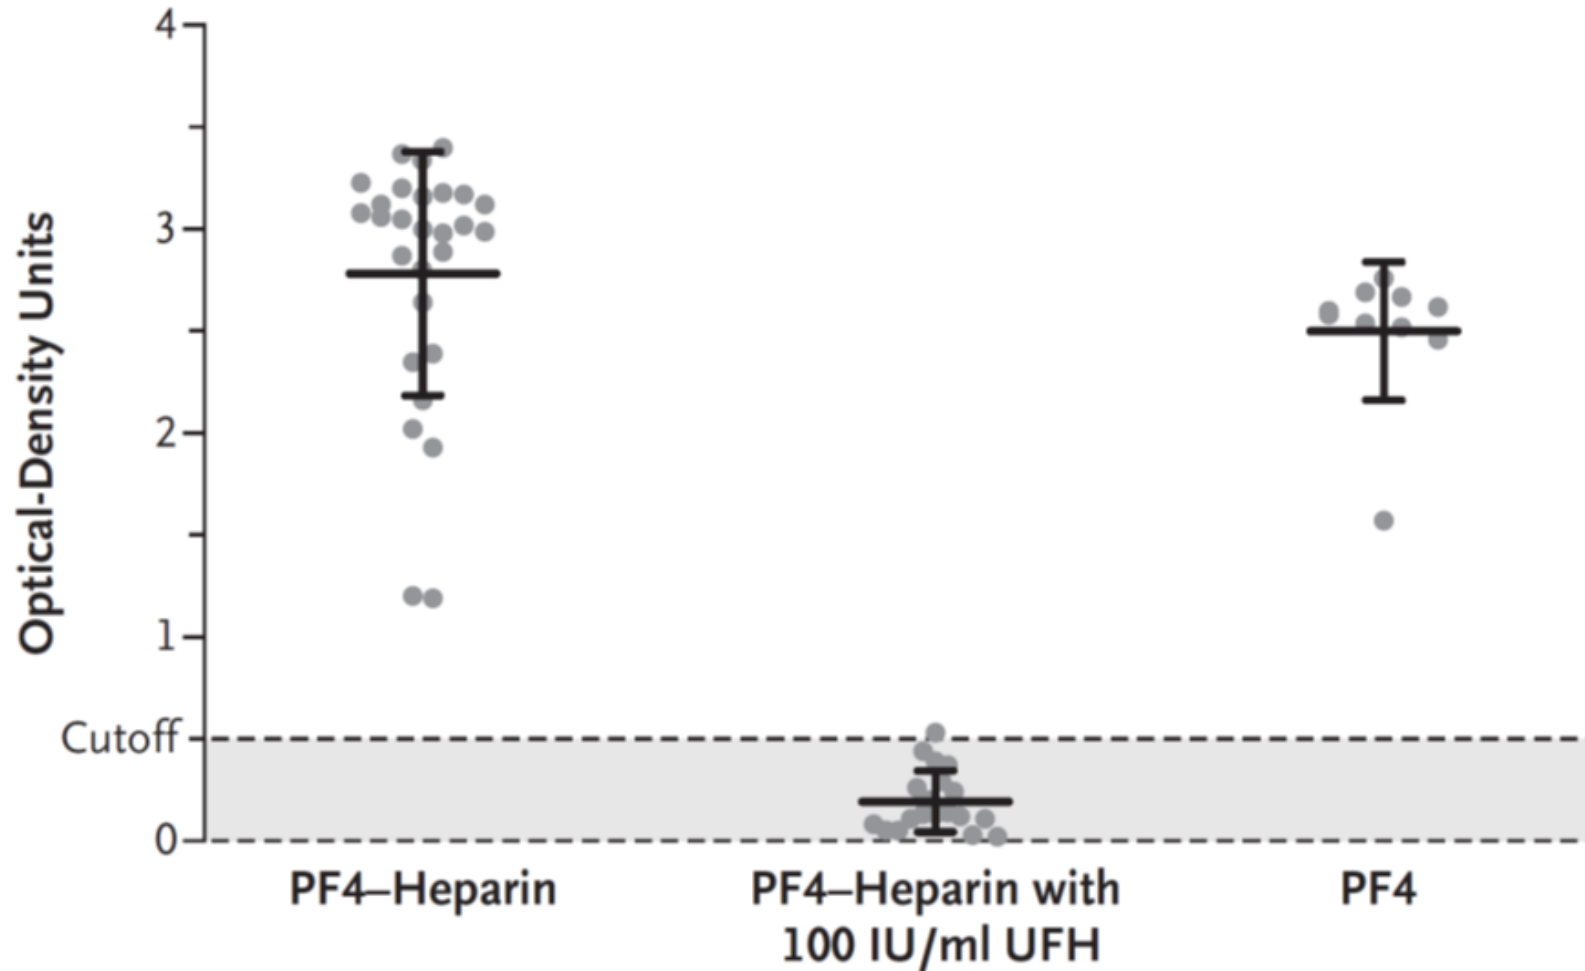 Optical-Density Units
4
3
2
1
Cutoff
0
PF4–Heparin
PF4–Heparin with
100 IU/ml UFH
PF4